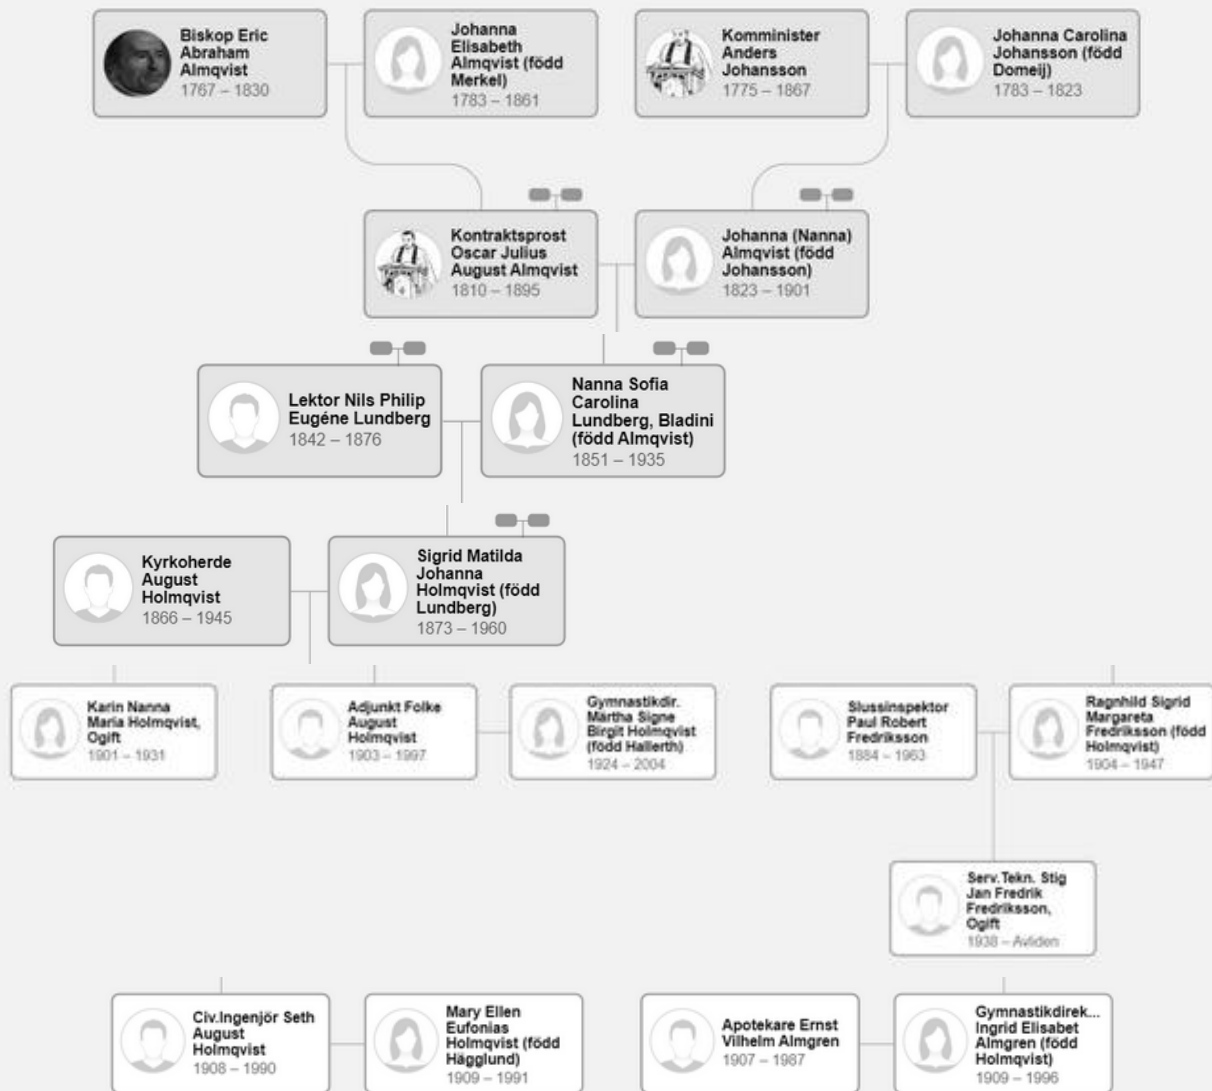 Biskop Eric
Abraham
Almqvist
1767 – 1830
Johanna
Elisabeth
Almqvist (född
Merkel)
1783 – 1861
Komminister
Anders
Johansson
1775 – 1867
Johanna Carolina
Johansson (född
Domeij)
1783 – 1823
Kontraktsprost
Oscar Julius
August Almqvist
1810 – 1895
Johanna (Nanna)
Almqvist (född
Johansson)
1823 – 1901
Lektor Nils Philip
Eugéne Lundberg
1842 – 1876
Nanna Sofia
Carolina
Lundberg, Bladini
(född Almqvist)
1851 – 1935
Kyrkoherde
August
Holmqvist
1866 – 1945
Sigrid Matilda
Johanna
Holmqvist (född
Lundberg)
1873 – 1960
Karin Nanna
Maria Holmqvist,
Ogift
1901 – 1931
Adjunkt Folke
August
Holmqvist
1903 – 1997
Gymnastikdir.
Märtha Signe
Birgit Holmqvist
(född Hallerth)
1924 – 2004
Slussinspektor
Paul Robert
Fredriksson
1884 – 1963
Ragnhild Sigrid
Margareta
Fredriksson (född
Holmqvist)
1904 – 1947
Serv.Tekn. Stig
Jan Fredrik
Fredriksson,
Ogift
1938 – Avliden
Civ.Ingenjör Seth
August
Holmqvist
1908 – 1990
Mary Ellen
Eufonias
Holmqvist (född
Hägglund)
1909 – 1991
Apotekare Ernst
Vilhelm Almgren
1907 – 1987
Gymnastikdirek...
Ingrid Elisabet
Almgren (född
Holmqvist)
1909 – 1996